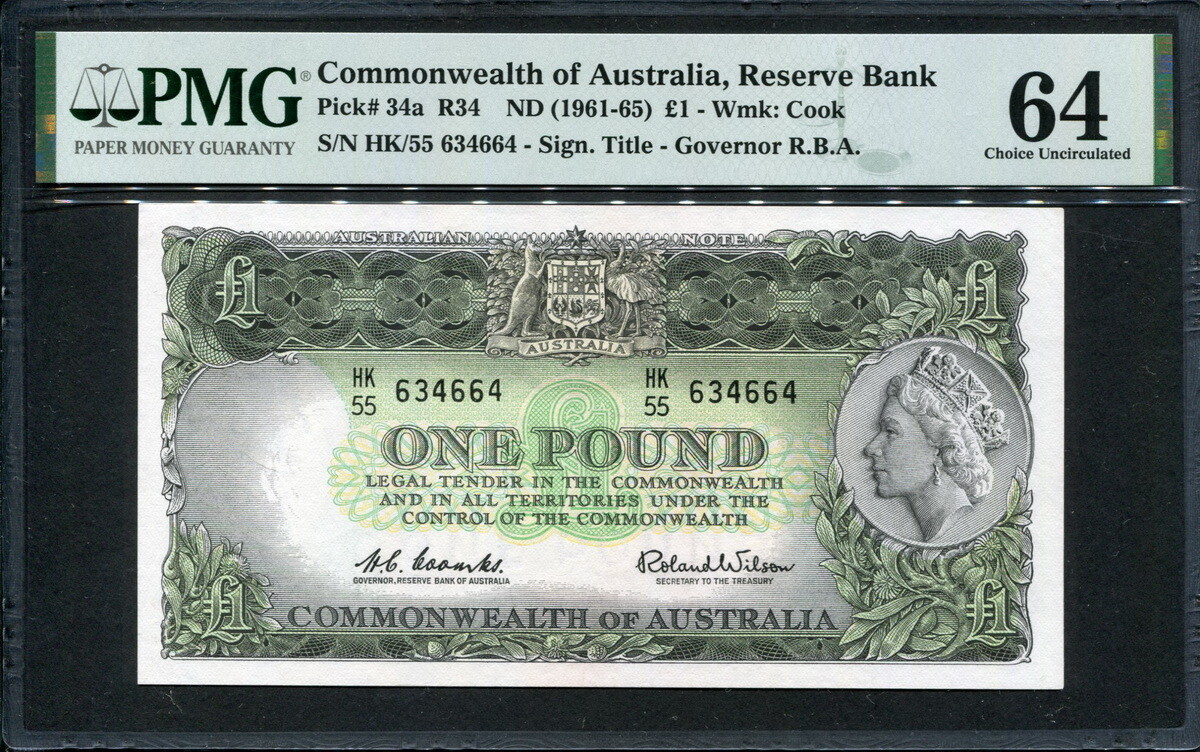 PMG®
PAPER MONEY GUARANTY
Commonwealth of Australia, Reserve Bank
Pick# 34a R34 ND (1961-65) £1 - Wmk: Cook
S/N HK/55 634664 - Sign. Title - Governor R.B.A.
64
Choice Uncirculated
AUSTRALIAN NOTE
£1 £1
AUSTRALIA
HK 55 634664 HK 55 634664
£
ONE POUND
LEGAL TENDER IN THE COMMONWEALTH
AND IN ALL TERRITORIES UNDER THE
CONTROL OF THE COMMONWEALTH
H.C. Coombs. Roland Wilson
GOVERNOR, RESERVE BANK OF AUSTRALIA SECRETARY TO THE TREASURY
£1 COMMONWEALTH OF AUSTRALIA £1